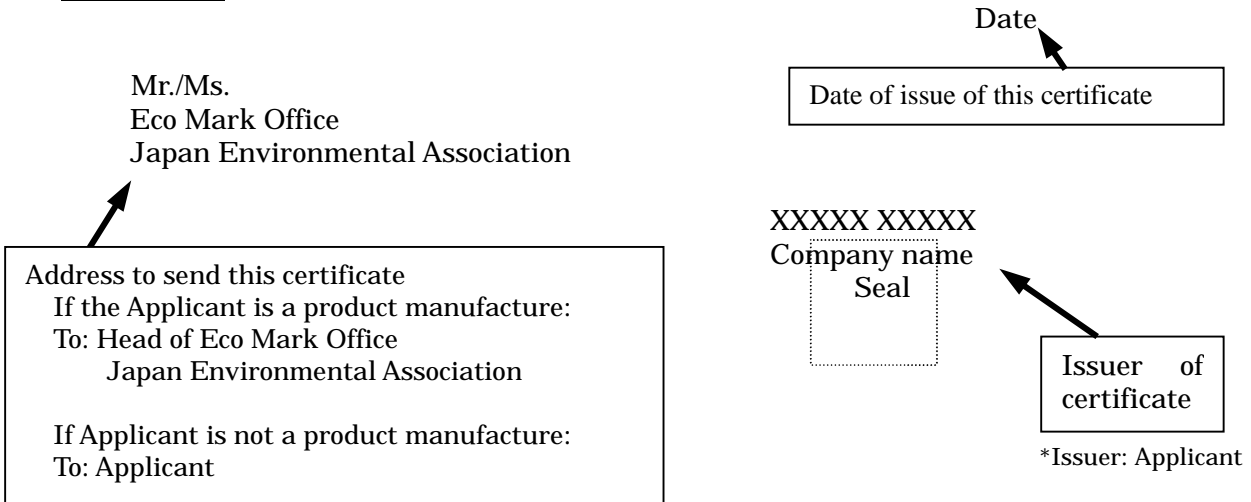 Date
Date of issue of this certificate
Mr./Ms.
Eco Mark Office
Japan Environmental Association
XXXXX XXXXX
Company name
Seal
Address to send this certificate
If the Applicant is a product manufacture:
To: Head of Eco Mark Office
Japan Environmental Association
If Applicant is not a product manufacture:
To: Applicant
Issuer of
certificate
*Issuer: Applicant